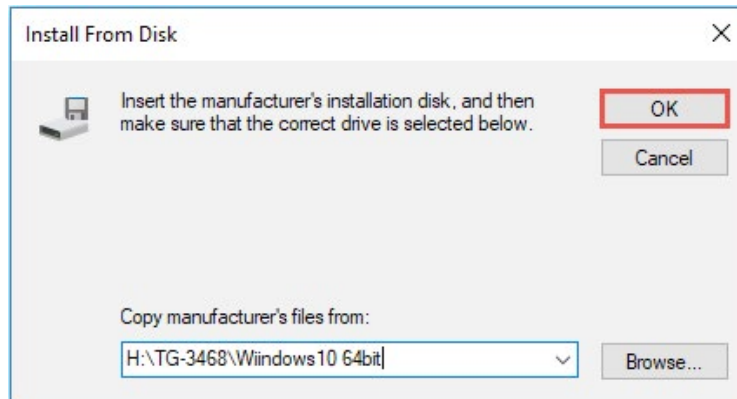 Install From Disk
Insert the manufacturer's installation disk, and then
make sure that the correct drive is selected below.
OK
Cancel
Copy manufacturer's files from:
H:\TG-3468\Wiindows10 64bit
Browse...